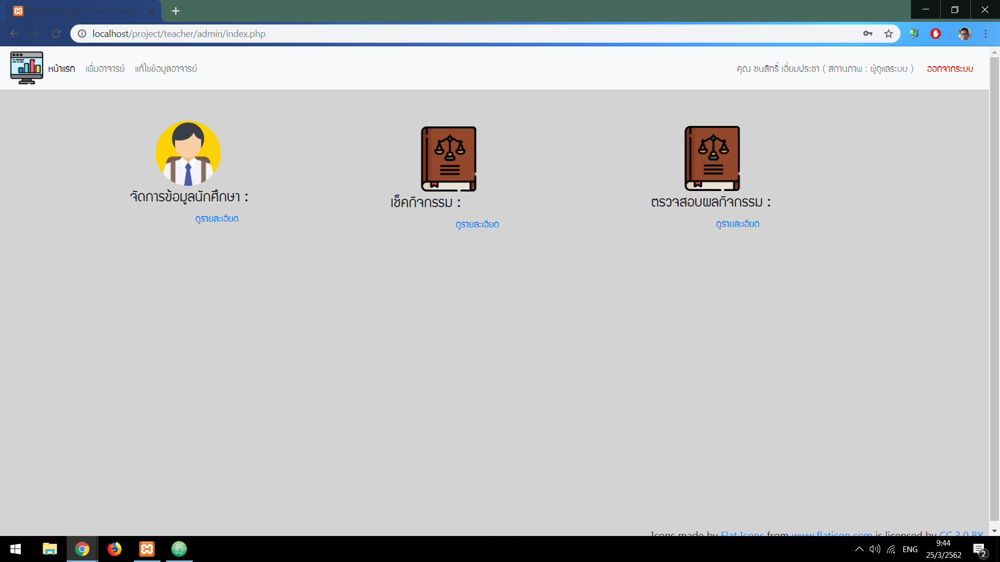 localhost/project/teacher/admin
localhost/project/teacher/admin/index.php
หน้าแรก เพิ่มอาจารย์ แก้ไขข้อมูลอาจารย์
คุณ ชนสิทธิ์ เอี่ยมประชา ( สถานภาพ : ผู้ดูแลระบบ ) ออกจากระบบ
จัดการข้อมูลนักศึกษา :
ดูรายละเอียด
เช็คกิจกรรม :
ดูรายละเอียด
ตรวจสอบผลกิจกรรม :
ดูรายละเอียด
Icons made by Flat Icons from www.flaticon.com is licensed by CC 3.0 BY
ENG
9:44
25/3/2562
2